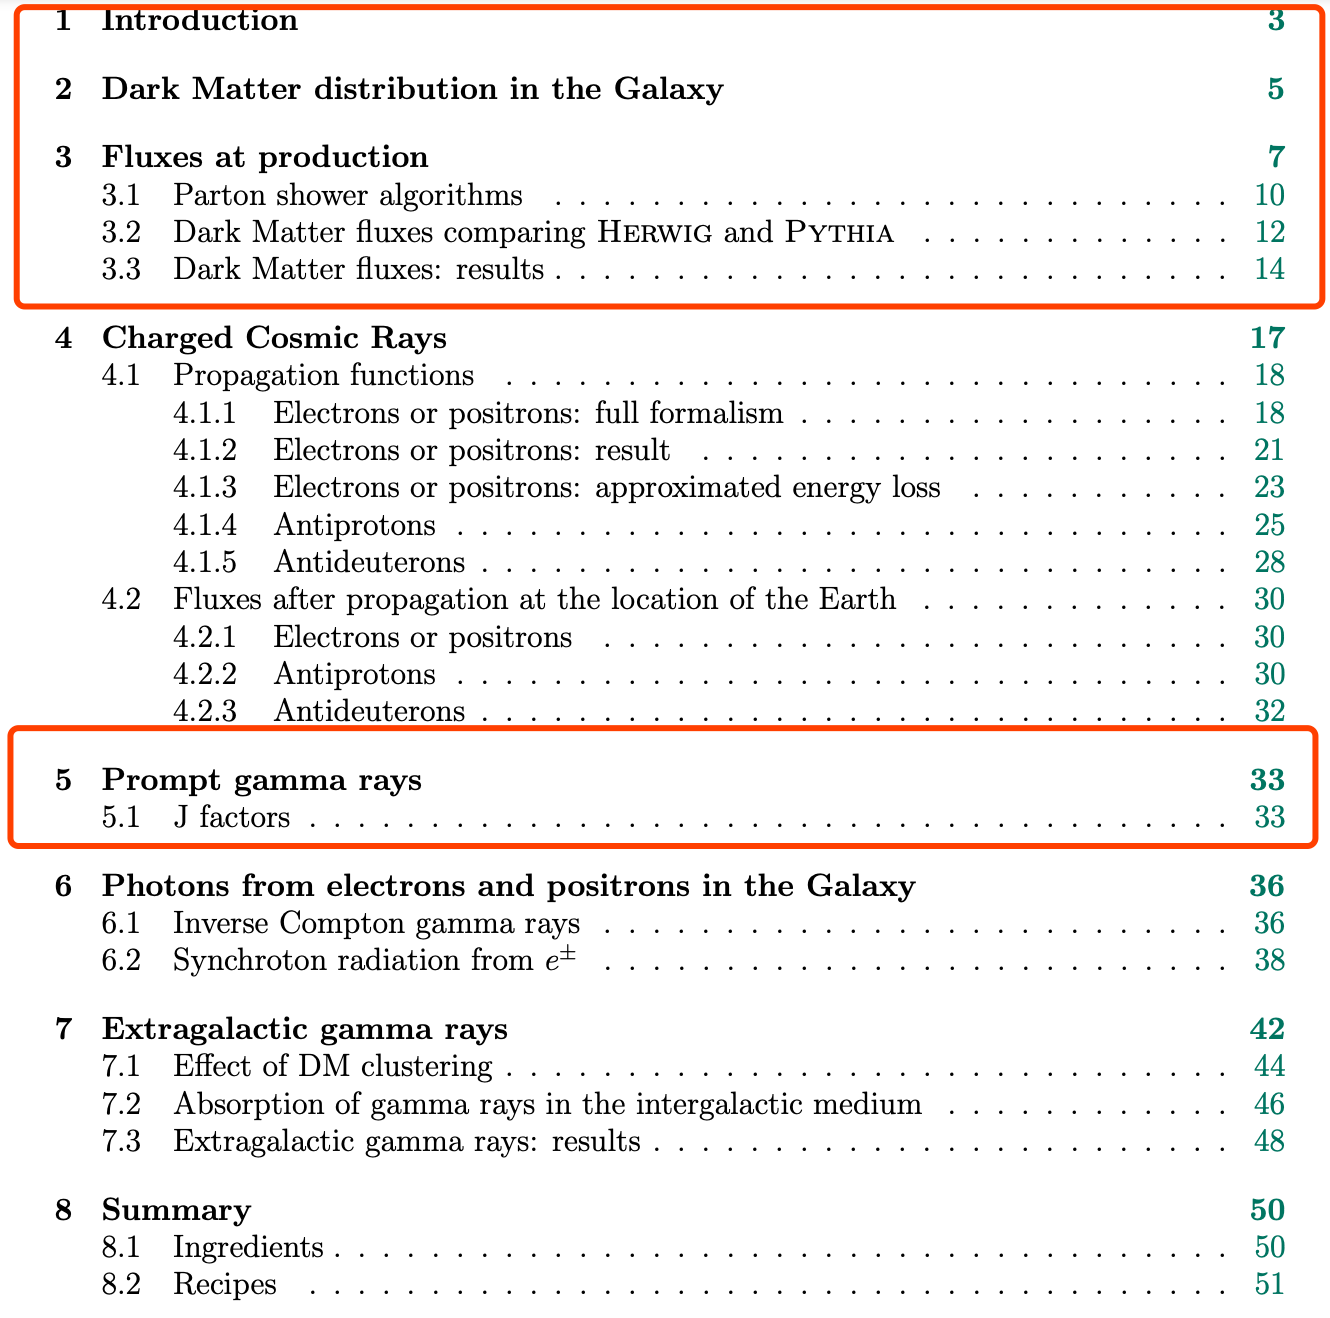 1 Introduction 3
2 Dark Matter distribution in the Galaxy 5
3 Fluxes at production 7
3.1 Parton shower algorithms . . . . . . . . . . . . . . . . . . . . . . . . . . . . 10
3.2 Dark Matter fluxes comparing HERWIG and PYTHIA . . . . . . . . . . . . . 12
3.3 Dark Matter fluxes: results . . . . . . . . . . . . . . . . . . . . . . . . . . . . 14
4 Charged Cosmic Rays 17
4.1 Propagation functions . . . . . . . . . . . . . . . . . . . . . . . . . . . . . . 18
4.1.1 Electrons or positrons: full formalism . . . . . . . . . . . . . . . . . . 18
4.1.2 Electrons or positrons: result . . . . . . . . . . . . . . . . . . . . . . 21
4.1.3 Electrons or positrons: approximated energy loss . . . . . . . . . . . 23
4.1.4 Antiprotons . . . . . . . . . . . . . . . . . . . . . . . . . . . . . . . . 25
4.1.5 Antideuterons . . . . . . . . . . . . . . . . . . . . . . . . . . . . . . . 28
4.2 Fluxes after propagation at the location of the Earth . . . . . . . . . . . . . 30
4.2.1 Electrons or positrons . . . . . . . . . . . . . . . . . . . . . . . . . . 30
4.2.2 Antiprotons . . . . . . . . . . . . . . . . . . . . . . . . . . . . . . . . 30
4.2.3 Antideuterons . . . . . . . . . . . . . . . . . . . . . . . . . . . . . . . 32
5 Prompt gamma rays 33
5.1 J factors . . . . . . . . . . . . . . . . . . . . . . . . . . . . . . . . . . . . . . 33
6 Photons from electrons and positrons in the Galaxy 36
6.1 Inverse Compton gamma rays . . . . . . . . . . . . . . . . . . . . . . . . . . 36
6.2 Synchroton radiation from e± . . . . . . . . . . . . . . . . . . . . . . . . . . 38
7 Extragalactic gamma rays 42
7.1 Effect of DM clustering . . . . . . . . . . . . . . . . . . . . . . . . . . . . . . 44
7.2 Absorption of gamma rays in the intergalactic medium . . . . . . . . . . . . 46
7.3 Extragalactic gamma rays: results . . . . . . . . . . . . . . . . . . . . . . . . 48
8 Summary 50
8.1 Ingredients . . . . . . . . . . . . . . . . . . . . . . . . . . . . . . . . . . . . . 50
8.2 Recipes . . . . . . . . . . . . . . . . . . . . . . . . . . . . . . . . . . . . . . 51